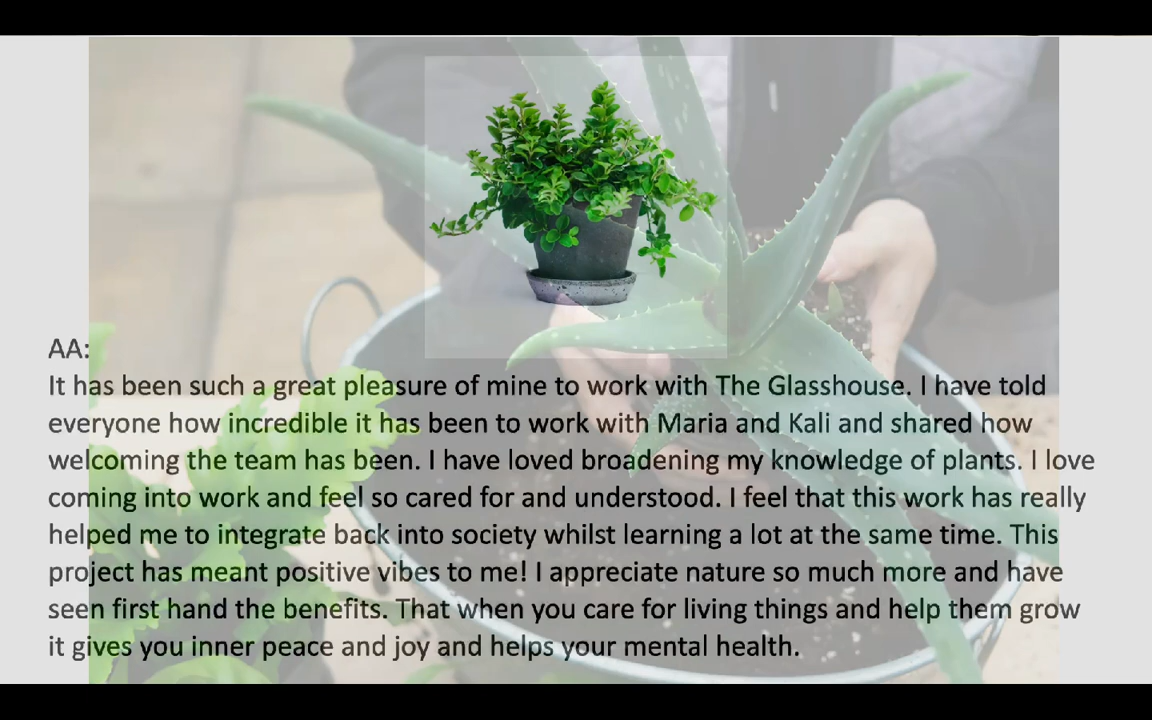 AA:
It has been such a great pleasure of mine to work with The Glasshouse. I have told
everyone how incredible it has been to work with Maria and Kali and shared how
welcoming the team has been. I have loved broadening my knowledge of plants. I love
coming into work and feel so cared for and understood. I feel that this work has really
helped me to integrate back into society whilst learning a lot at the same time. This
project has meant positive vibes to me! I appreciate nature so much more and have
seen first hand the benefits. That when you care for living things and help them grow
it gives you inner peace and joy and helps your mental health.